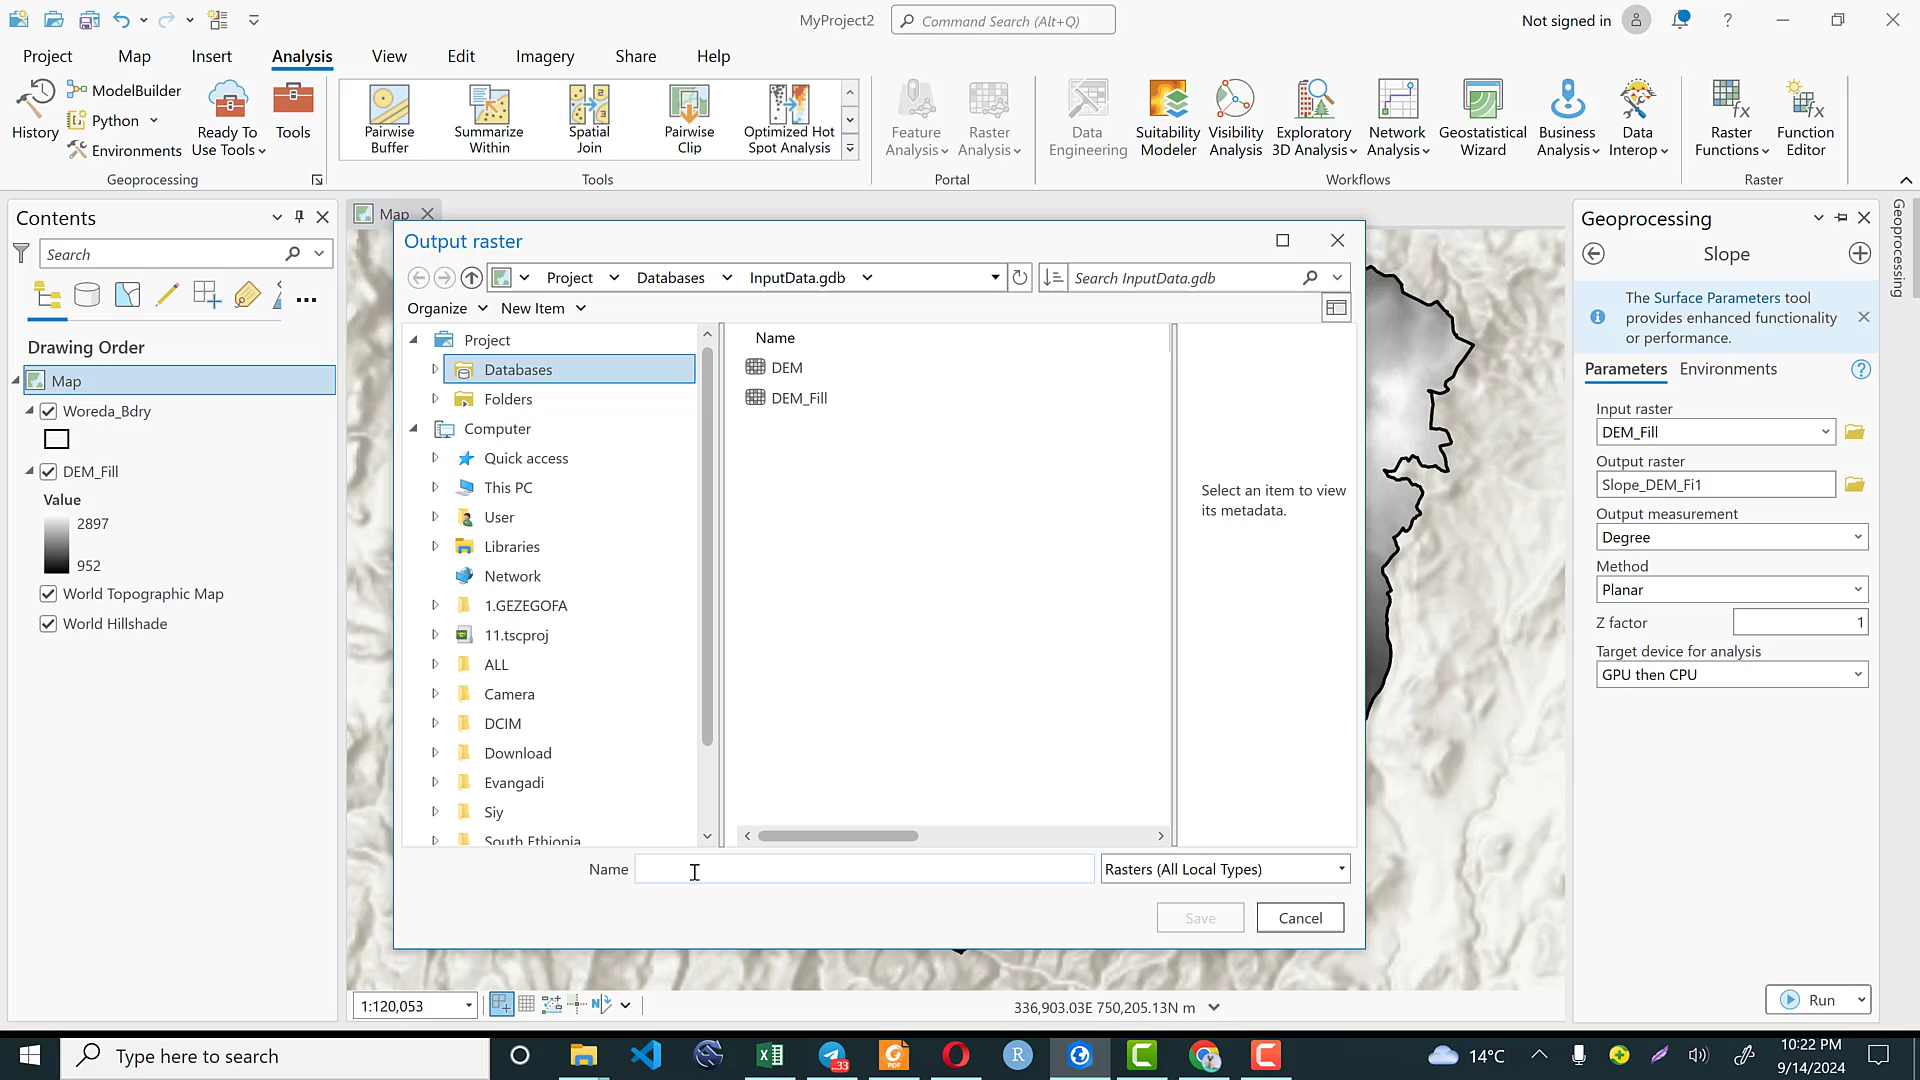 MyProject2
Command Search (Alt+Q)
Not signed in
Project
Map
Insert
Analysis
View
Edit
Imagery
Share
Help
History
ModelBuilder
Python
Environments
Ready To
Use Tools
Tools
Geoprocessing
Pairwise
Buffer
Summarize
Within
Spatial
Join
Pairwise
Clip
Optimized Hot
Spot Analysis
Tools
Feature
Analysis
Raster
Analysis
Portal
Data
Engineering
Suitability
Modeler
Visibility
Analysis
Exploratory
3D Analysis
Network
Analysis
Geostatistical
Wizard
Business
Analysis
Data
Interop
Workflows
Raster
Functions
Function
Editor
Raster
Contents
Search
Drawing Order
Map
Woreda_Bdry
DEM_Fill
Value
2897
952
World Topographic Map
World Hillshade
Map
Output raster
Project
Databases
InputData.gdb
Search InputData.gdb
Organize
New Item
Project
Databases
Folders
Computer
Quick access
This PC
User
Libraries
Network
1.GEZEGOFA
11.tscproj
ALL
Camera
DCIM
Download
Evangadi
Siy
South Ethiopia
Name
DEM
DEM_Fill
Select an item to view
its metadata.
Name
Rasters (All Local Types)
Save
Cancel
Geoprocessing
Slope
The Surface Parameters tool
provides enhanced functionality
or performance.
Parameters
Environments
Input raster
DEM_Fill
Output raster
Slope_DEM_Fi1
Output measurement
Degree
Method
Planar
Z factor
1
Target device for analysis
GPU then CPU
Run
Geoprocessing
1:120,053
336,903.03E 750,205.13N m
Type here to search
33
PDF
R
14°C
10:22 PM
9/14/2024